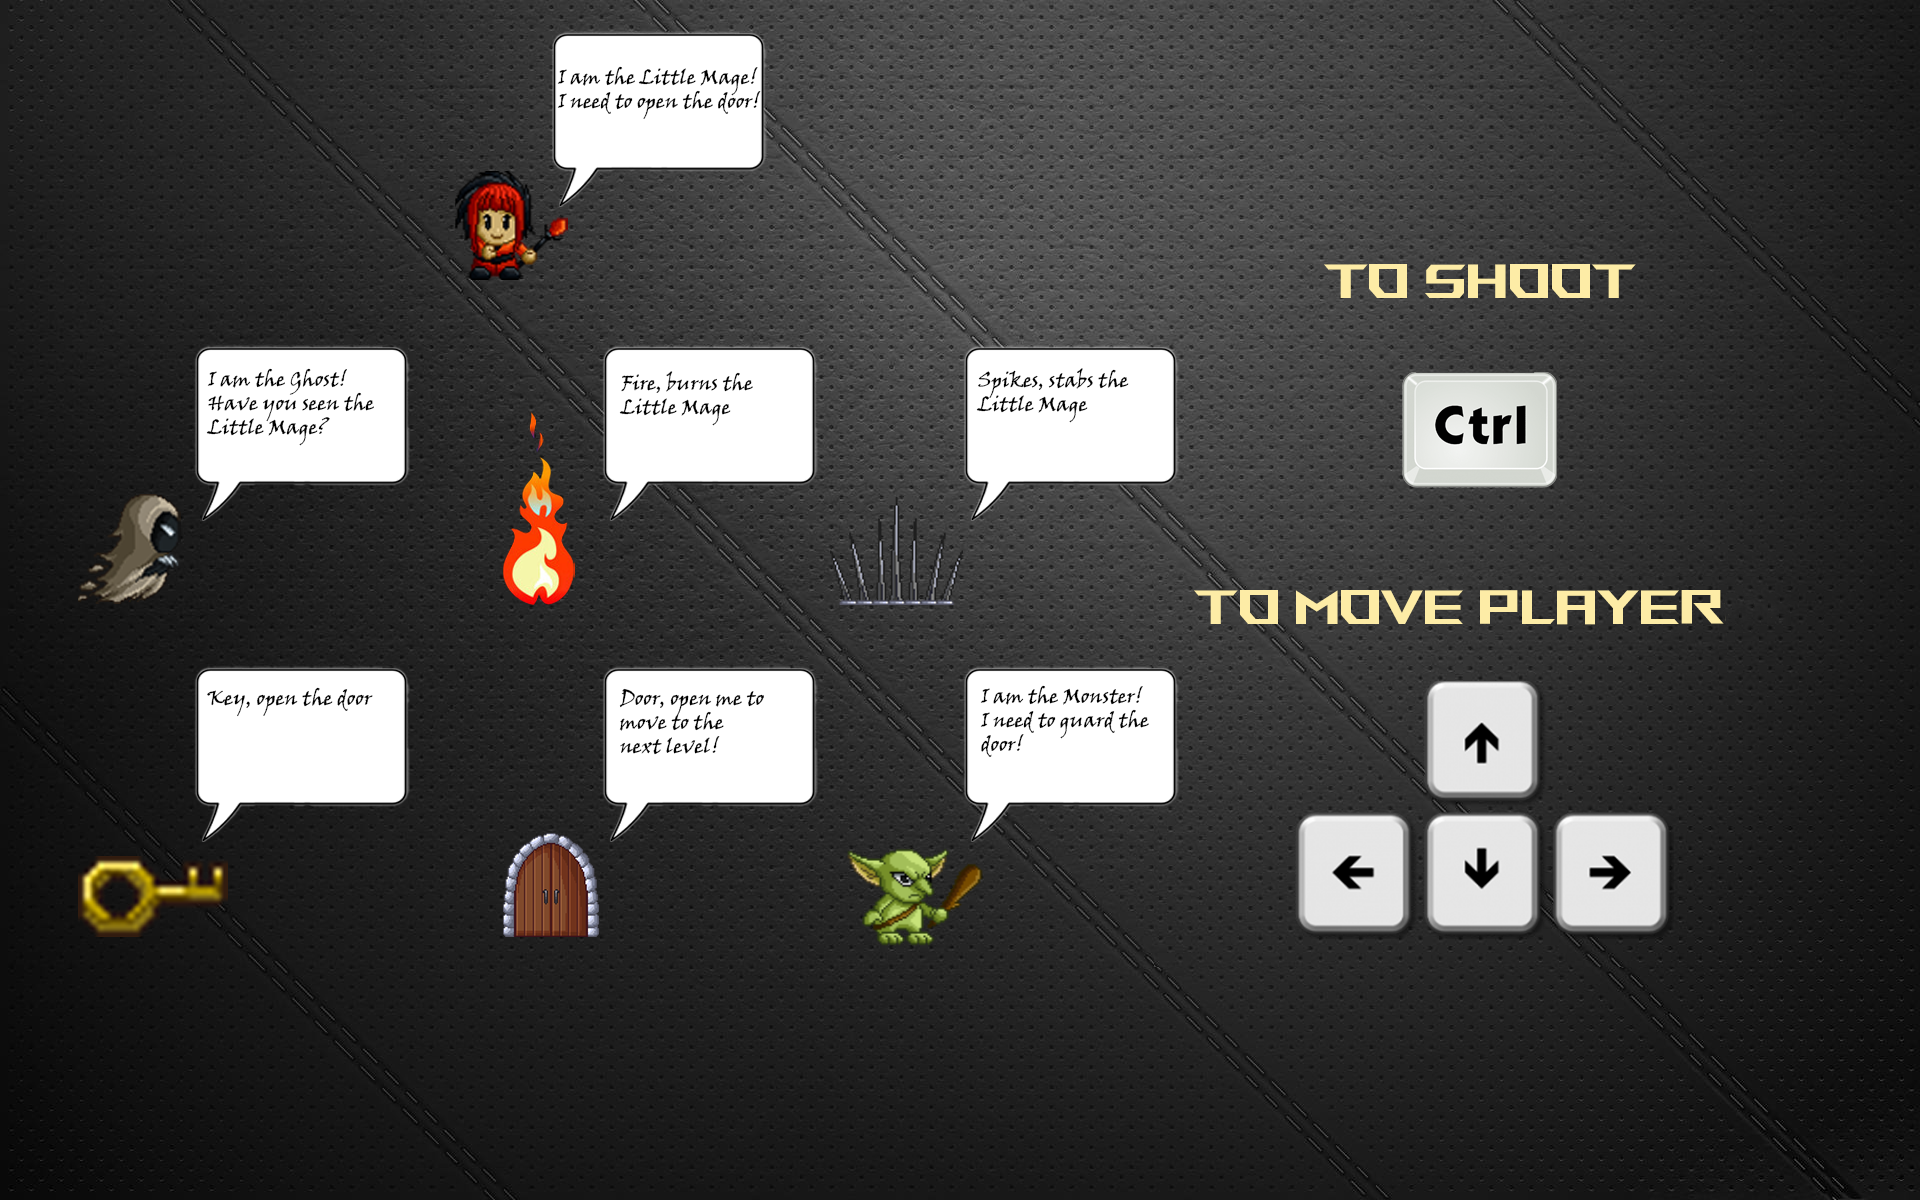 I am the Little Mage!
I need to open the door!
TO SHOOT
I am the Ghost!
Have you seen the
Little Mage?
Fire, burns the
Little Mage
Spikes, stabs the
Little Mage
Ctrl
TO MOVE PLAYER
Key, open the door
Door, open me to
move to the
next level!
I am the Monster!
I need to guard the
door!